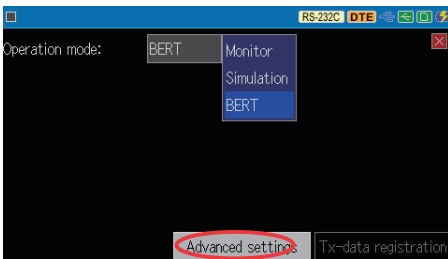 RS-232C DTE
Operation mode: BERT
Monitor
Simulation
BERT
Advanced settings Tx-data registration